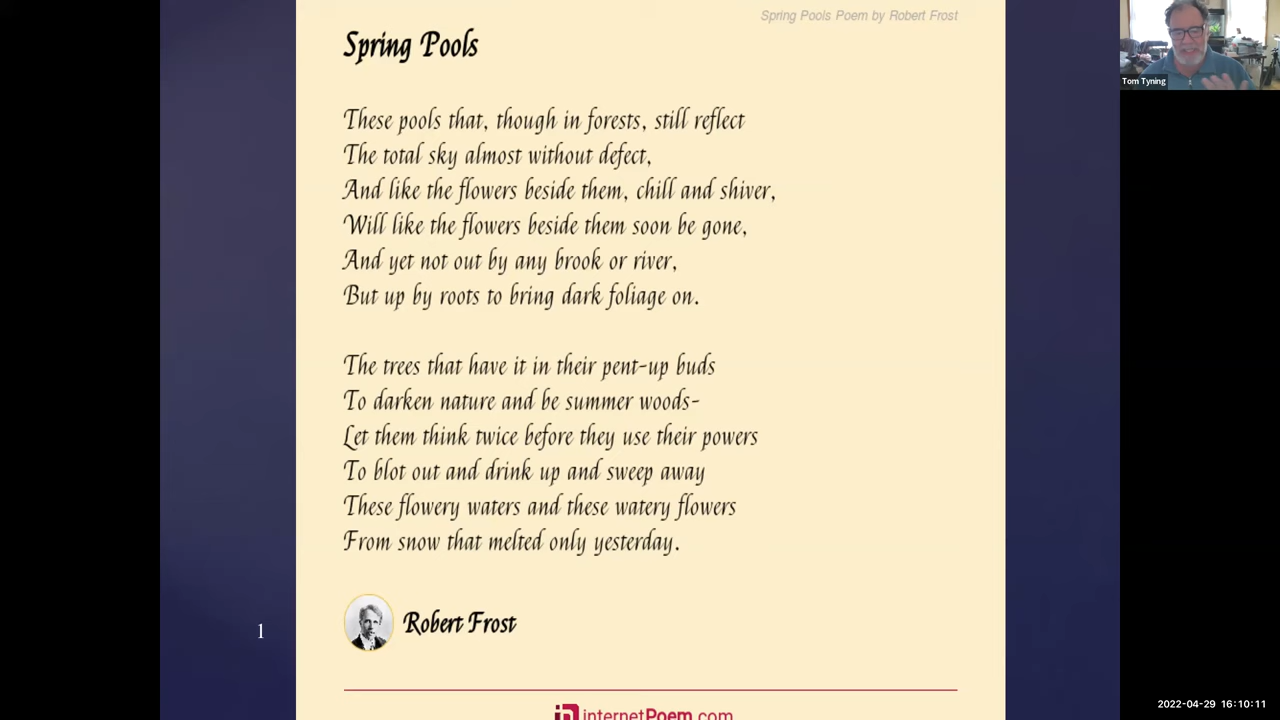 Spring Pools Poem by Robert Frost
Spring Pools
These pools that, though in forests, still reflect
The total sky almost without defect,
And like the flowers beside them, chill and shiver,
Will like the flowers beside them soon be gone,
And yet not out by any brook or river,
But up by roots to bring dark foliage on.
The trees that have it in their pent-up buds
To darken nature and be summer woods-
Let them think twice before they use their powers
To blot out and drink up and sweep away
These flowery waters and these watery flowers
From snow that melted only yesterday.
Robert Frost
1
internetPoem.com
Tom Tyning
2022-04-29 16:10:11